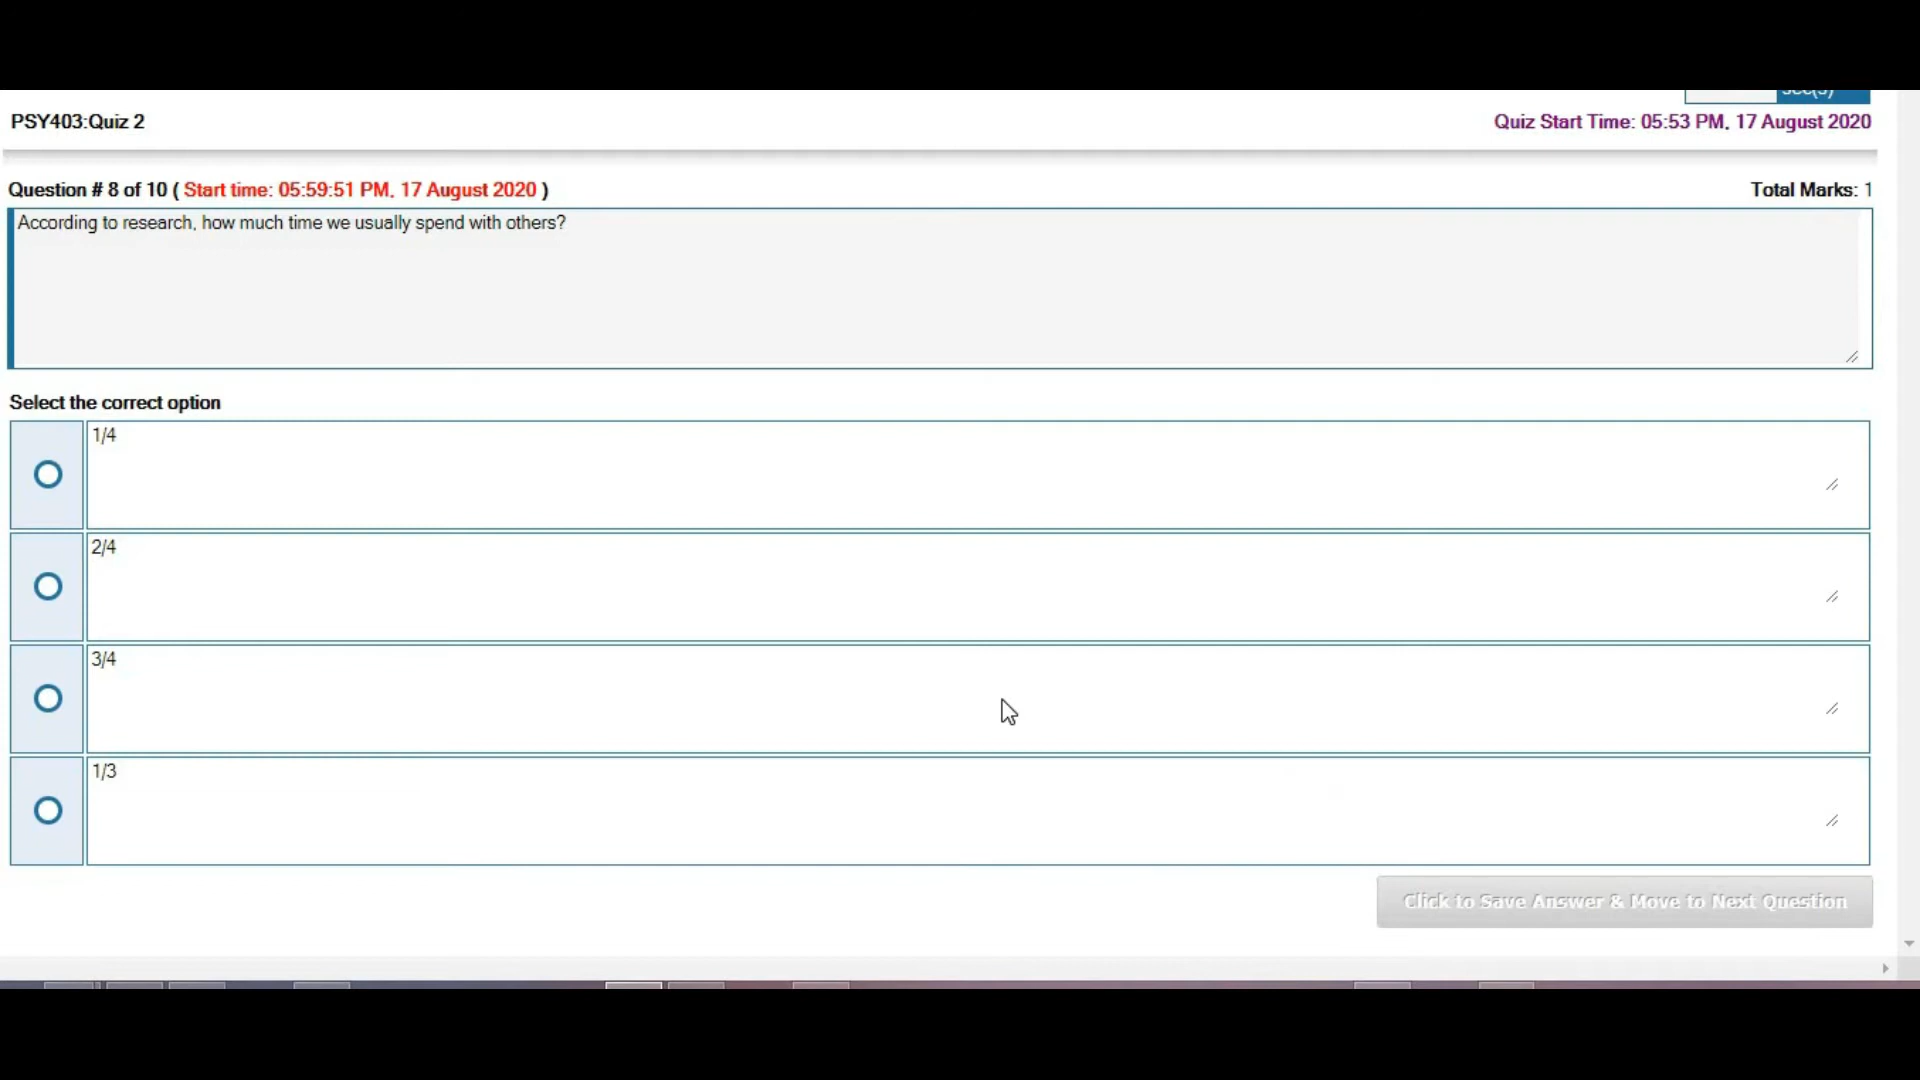 sec(s)
PSY403:Quiz 2
Quiz Start Time: 05:53 PM, 17 August 2020
Question # 8 of 10 ( Start time: 05:59:51 PM, 17 August 2020 )
Total Marks: 1
According to research, how much time we usually spend with others?
Select the correct option
1/4
2/4
3/4
1/3
Click to Save Answer & Move to Next Question